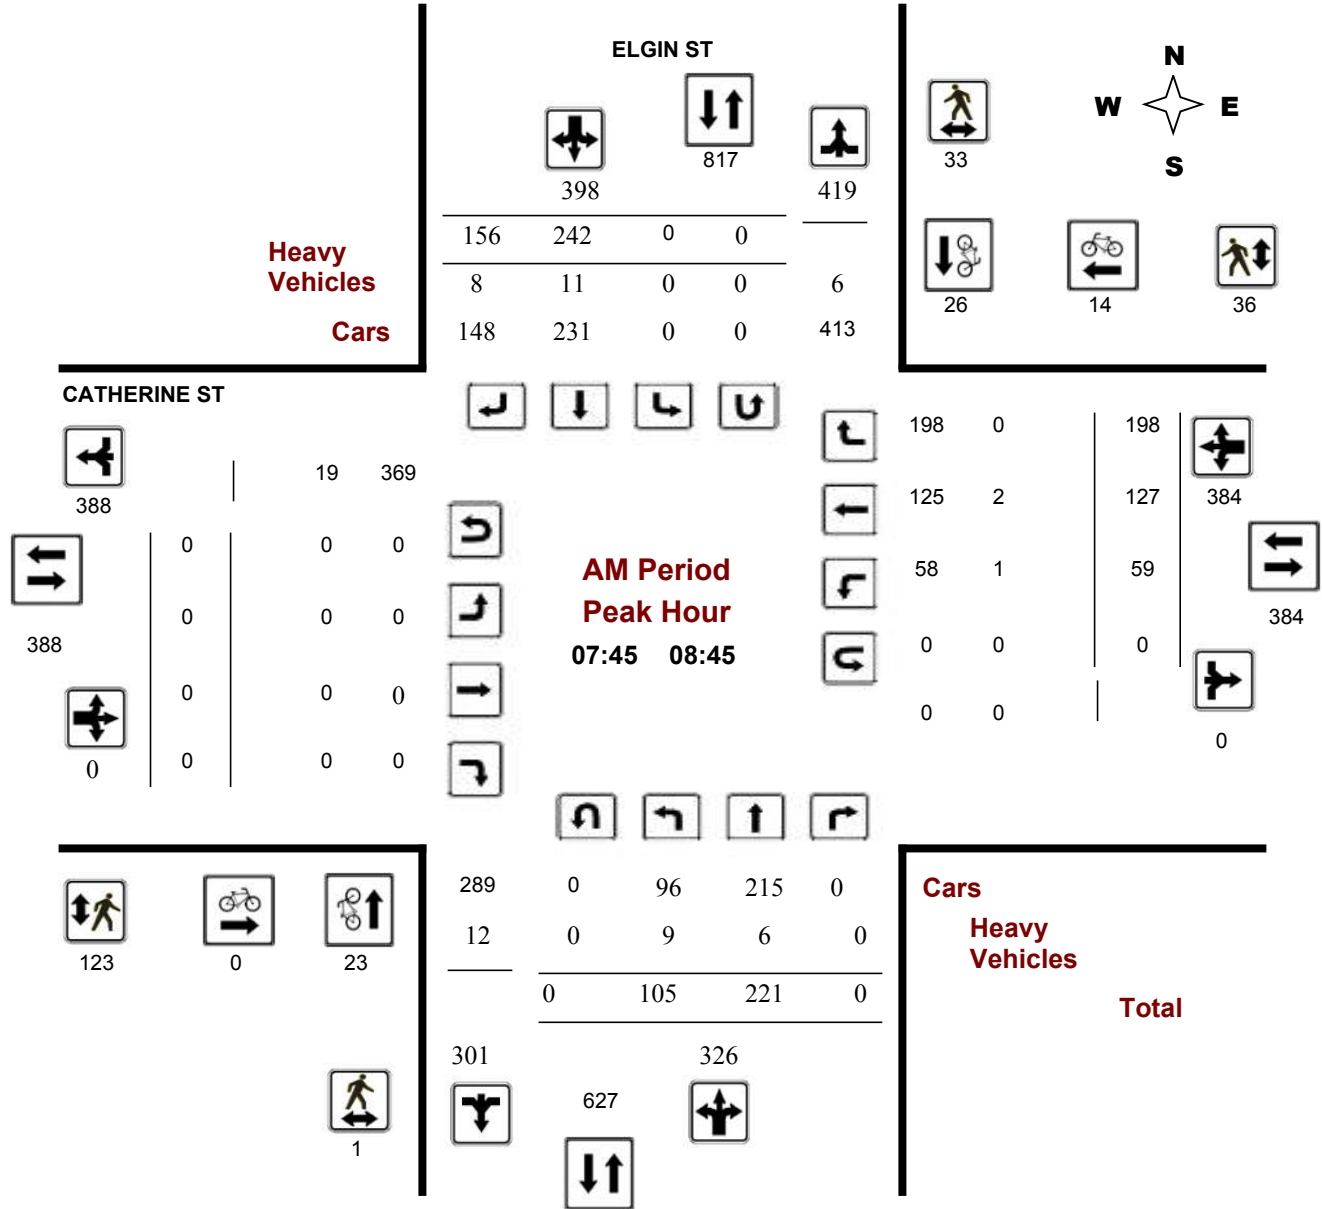 ELGIN ST
N
W E
S
817
33
398
419
156 242 0 0
Heavy
Vehicles
8 11 0 0 6
26 14 36
Cars
148 231 0 0 413
CATHERINE ST
198 0 198
19 369
388
125 2 127 384
0 0 0
AM Period
58 1 59
Peak Hour
0 0 0
384
388
07:45 08:45
0 0 0
0 0 0
0 0
0
0 0 0
0
289 0 96 215 0
Cars
12 0 9 6 0
Heavy
Vehicles
123 0 23
0 105 221 0
Total
301 326
627
1